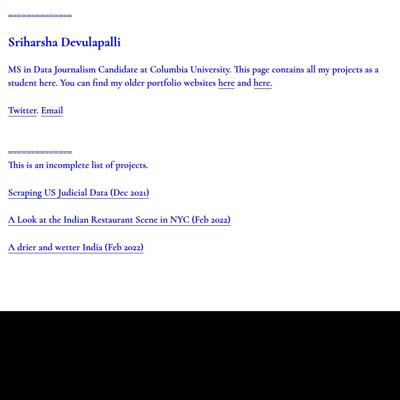 ==============
Sriharsha Devulapalli
MS in Data Journalism Candidate at Columbia University. This page contains all my projects as a
student here. You can find my older portfolio websites here and here.
Twitter. Email
==============
This is an incomplete list of projects.
Scraping US Judicial Data (Dec 2021)
A Look at the Indian Restaurant Scene in NYC (Feb 2022)
A drier and wetter India (Feb 2022)